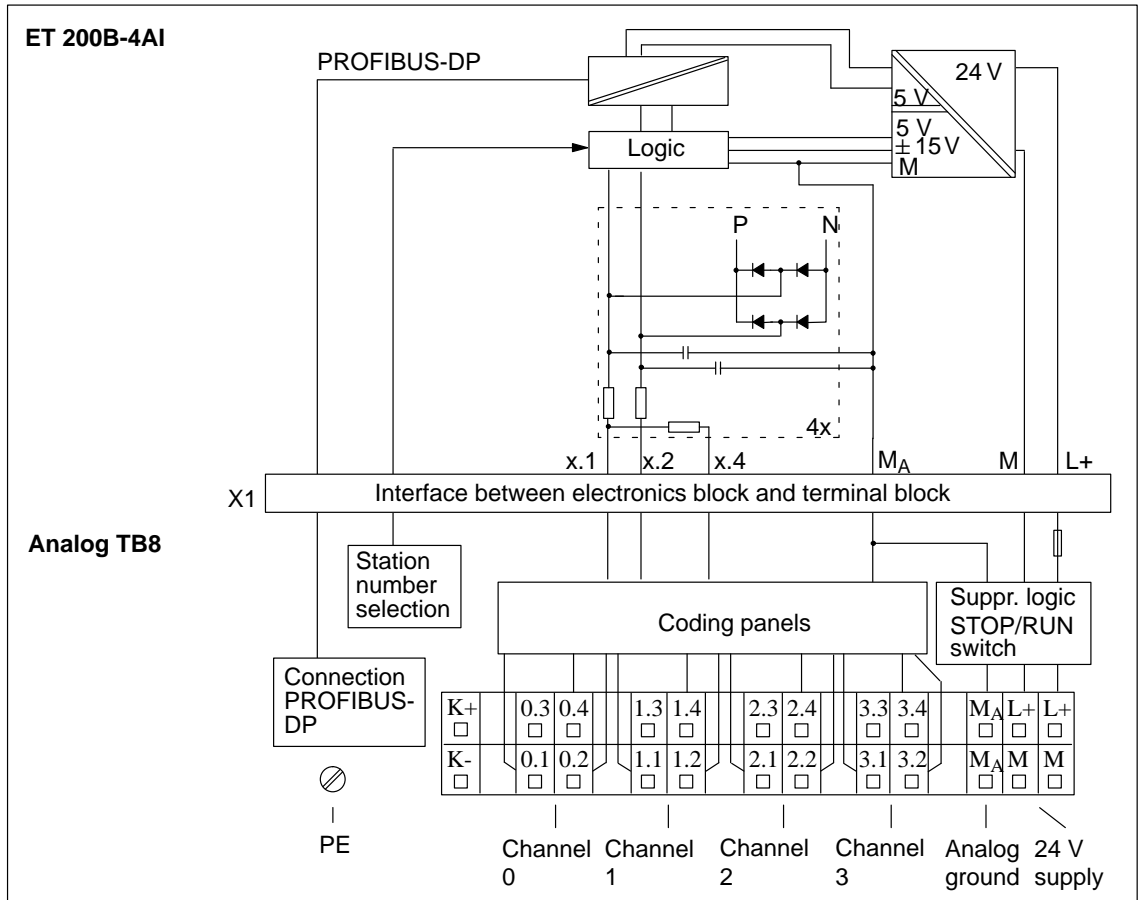 ET 200B-4AI
PROFIBUS-DP
24 V
5 V
5 V
± 15 V
M
Logic
P N
4x
x.1 x.2 x.4 MA M L+
X1
Interface between electronics block and terminal block
Analog TB8
Station
number
selection
Coding panels
Suppr. logic
STOP/RUN
switch
Connection
PROFIBUS-
DP
K+ 0.3 0.4 1.3 1.4 2.3 2.4 3.3 3.4 MA L+ L+
K- 0.1 0.2 1.1 1.2 2.1 2.2 3.1 3.2 MA M M
PE
Channel
0
Channel
1
Channel
2
Channel
3
Analog
ground
24 V
supply